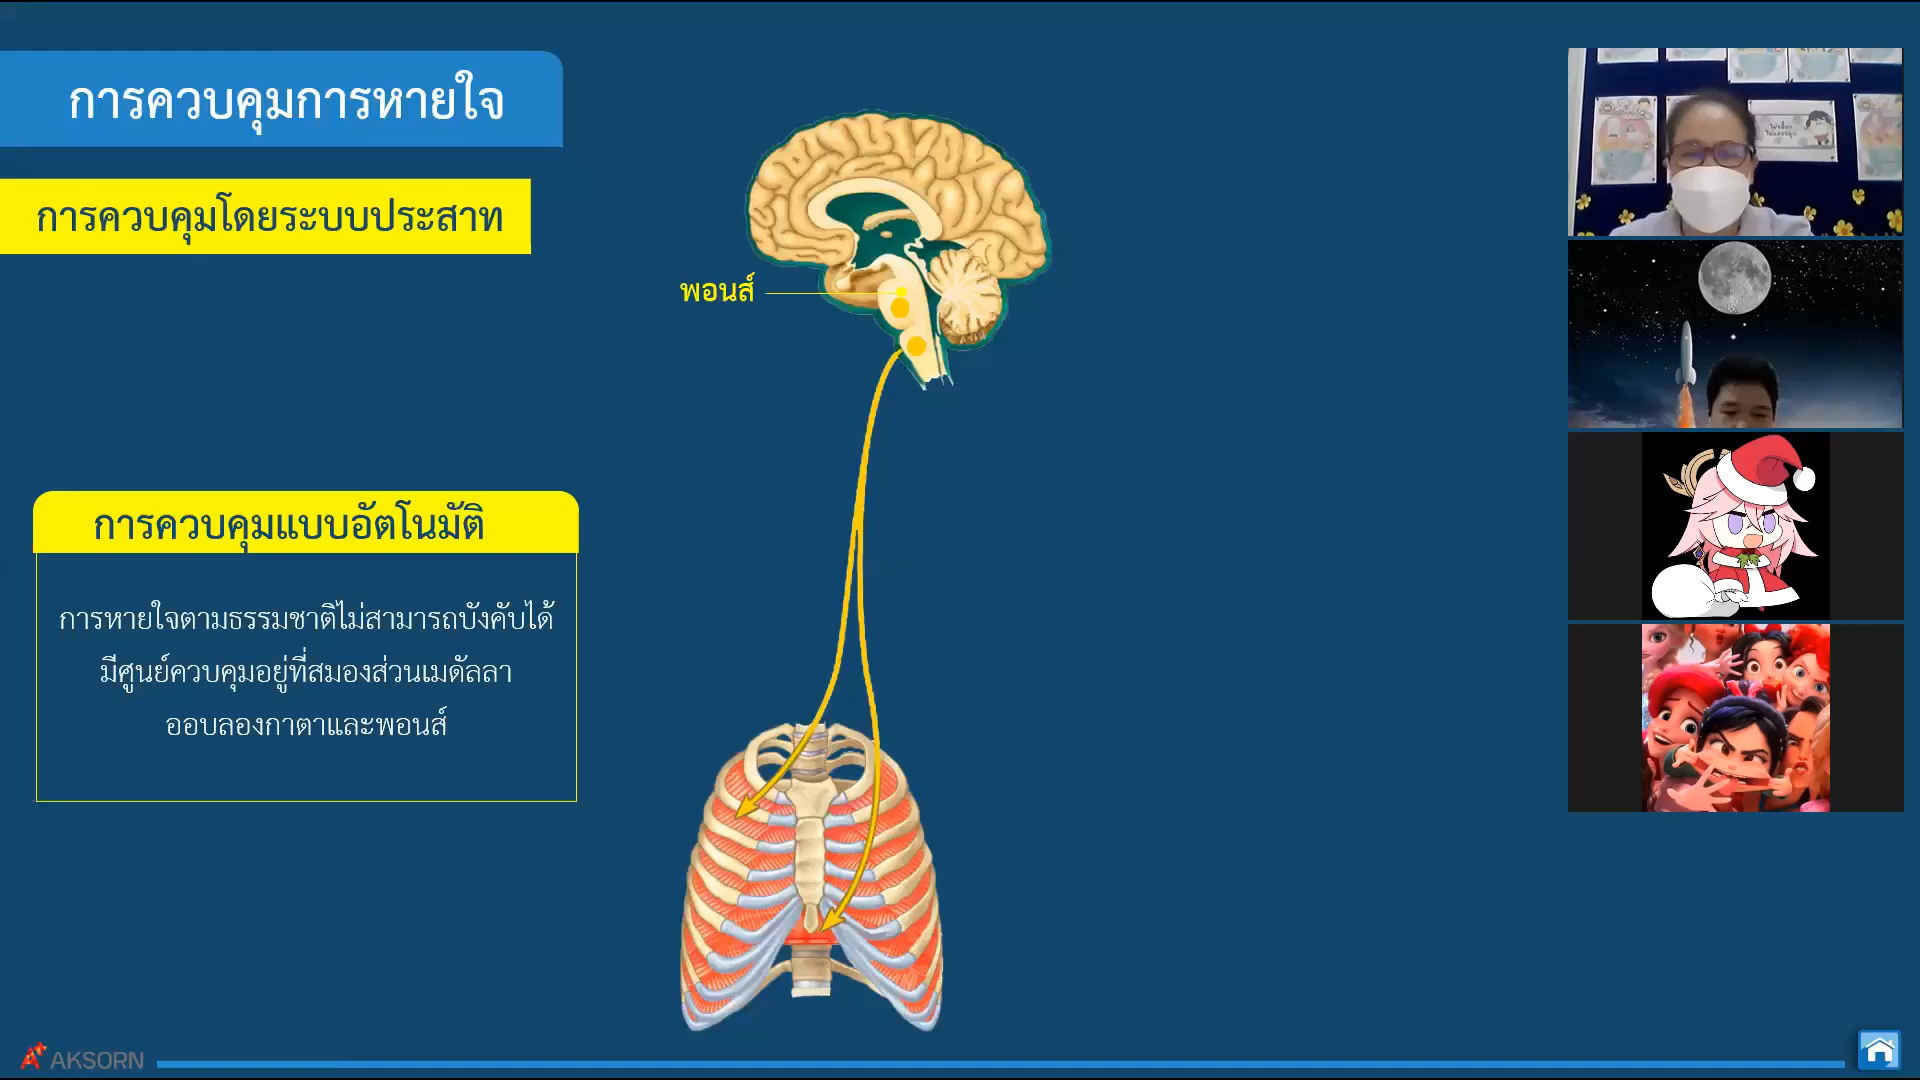 การควบคุมการหายใจ
การควบคุมโดยระบบประสาท
พอนส์
การควบคุมแบบอัตโนมัติ
การหายใจตามธรรมชาติไม่สามารถบังคับได้
มีศูนย์ควบคุมอยู่ที่สมองส่วนเมดัลลา
ออบลองกาตาและพอนส์
AKSORN